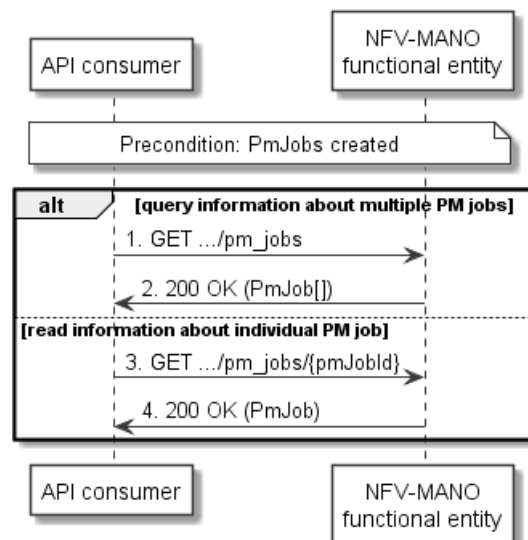 API consumer
NFV-MANO
functional entity
Precondition: PmJobs created
alt
[query information about multiple PM jobs]
1. GET .../pm_jobs
2. 200 OK (PmJob[])
[read information about individual PM job]
3. GET .../pm_jobs/{pmJobId}
4. 200 OK (PmJob)
API consumer
NFV-MANO
functional entity